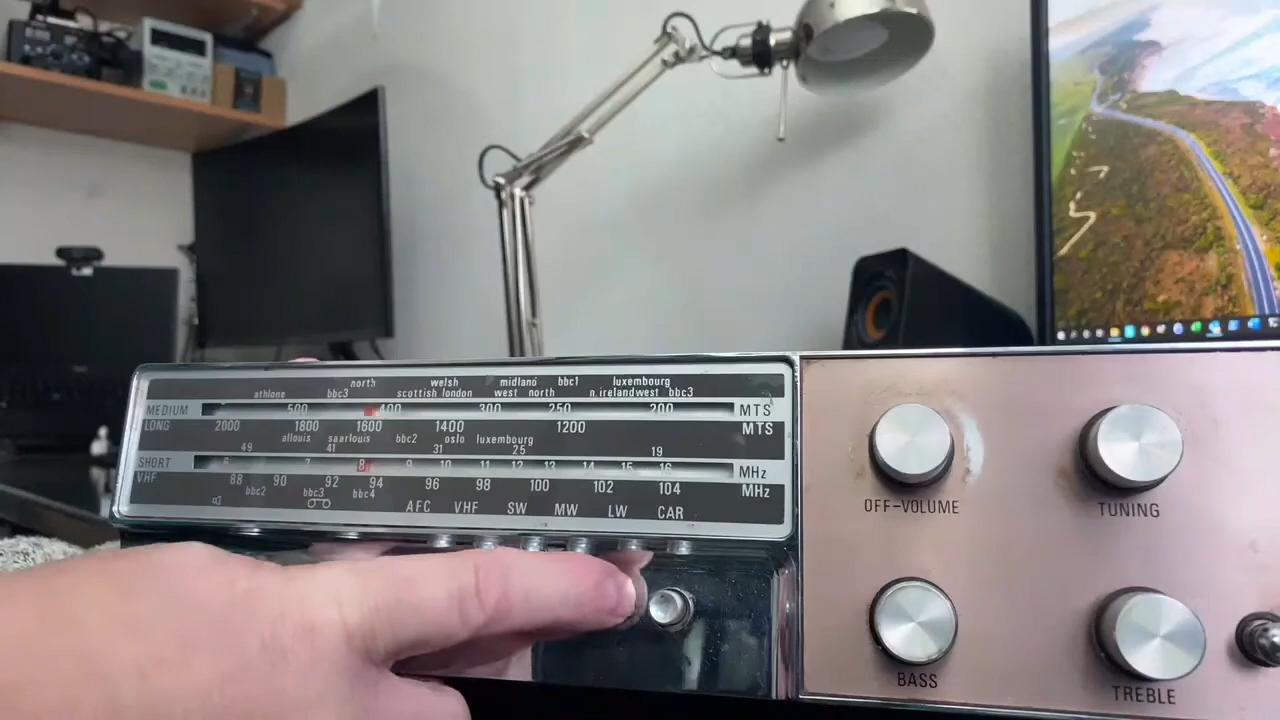 north welsh midland bbc1 luxembourg
athlone bbc3 scottish london west north n.ireland west bbc3
MEDIUM 500 400 300 250 200 MTS
LONG 2000 1800 1600 1400 1200 MTS
allouis saarlouis bbc2 oslo luxembourg
49 41 31 25 19
SHORT 6 7 8 9 10 11 12 13 14 15 16 MHz
VHF 88 90 92 94 96 98 100 102 104 MHz
bbc2 bbc3 bbc4
AFC VHF SW MW LW CAR
OFF-VOLUME
TUNING
BASS
TREBLE